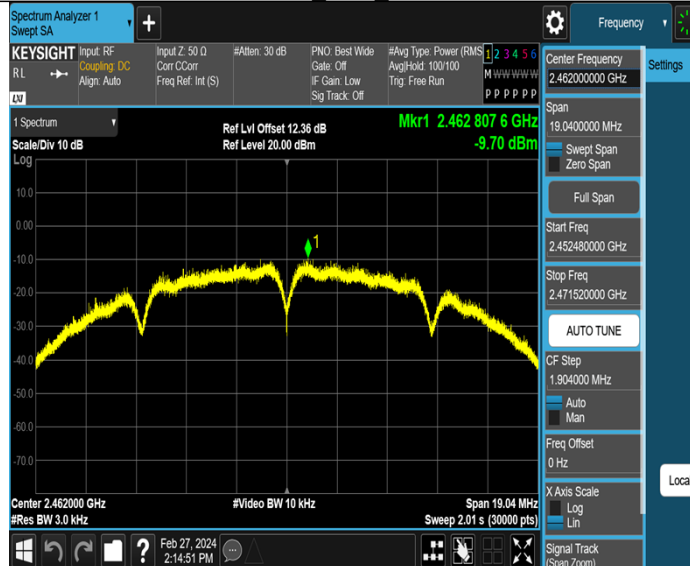 Spectrum Analyzer 1
Swept SA
+
Frequency
KEYSIGHT
RL
LXI
Input: RF
Coupling: DC
Align: Auto
Input Z: 50 Ω
Corr CCorr
Freq Ref: Int (S)
#Atten: 30 dB
PNO: Best Wide
Gate: Off
IF Gain: Low
Sig Track: Off
#Avg Type: Power (RMS
Avg|Hold: 100/100
Trig: Free Run
1 2 3 4 5 6
M W W W W W
P P P P P P
1 Spectrum
Scale/Div 10 dB
Ref Lvl Offset 12.36 dB
Ref Level 20.00 dBm
Mkr1 2.462 807 6 GHz
-9.70 dBm
Log
10.0
0.00
-10.0
-20.0
-30.0
-40.0
-50.0
-60.0
-70.0
1
Center 2.462000 GHz
#Res BW 3.0 kHz
#Video BW 10 kHz
Span 19.04 MHz
Sweep 2.01 s (30000 pts)
Center Frequency
2.462000000 GHz
Span
19.0400000 MHz
Swept Span
Zero Span
Full Span
Start Freq
2.452480000 GHz
Stop Freq
2.471520000 GHz
AUTO TUNE
CF Step
1.904000 MHz
Auto
Man
Freq Offset
0 Hz
X Axis Scale
Log
Lin
Signal Track
(Span Zoom)
Settings
Loca
?
Feb 27, 2024
2:14:51 PM